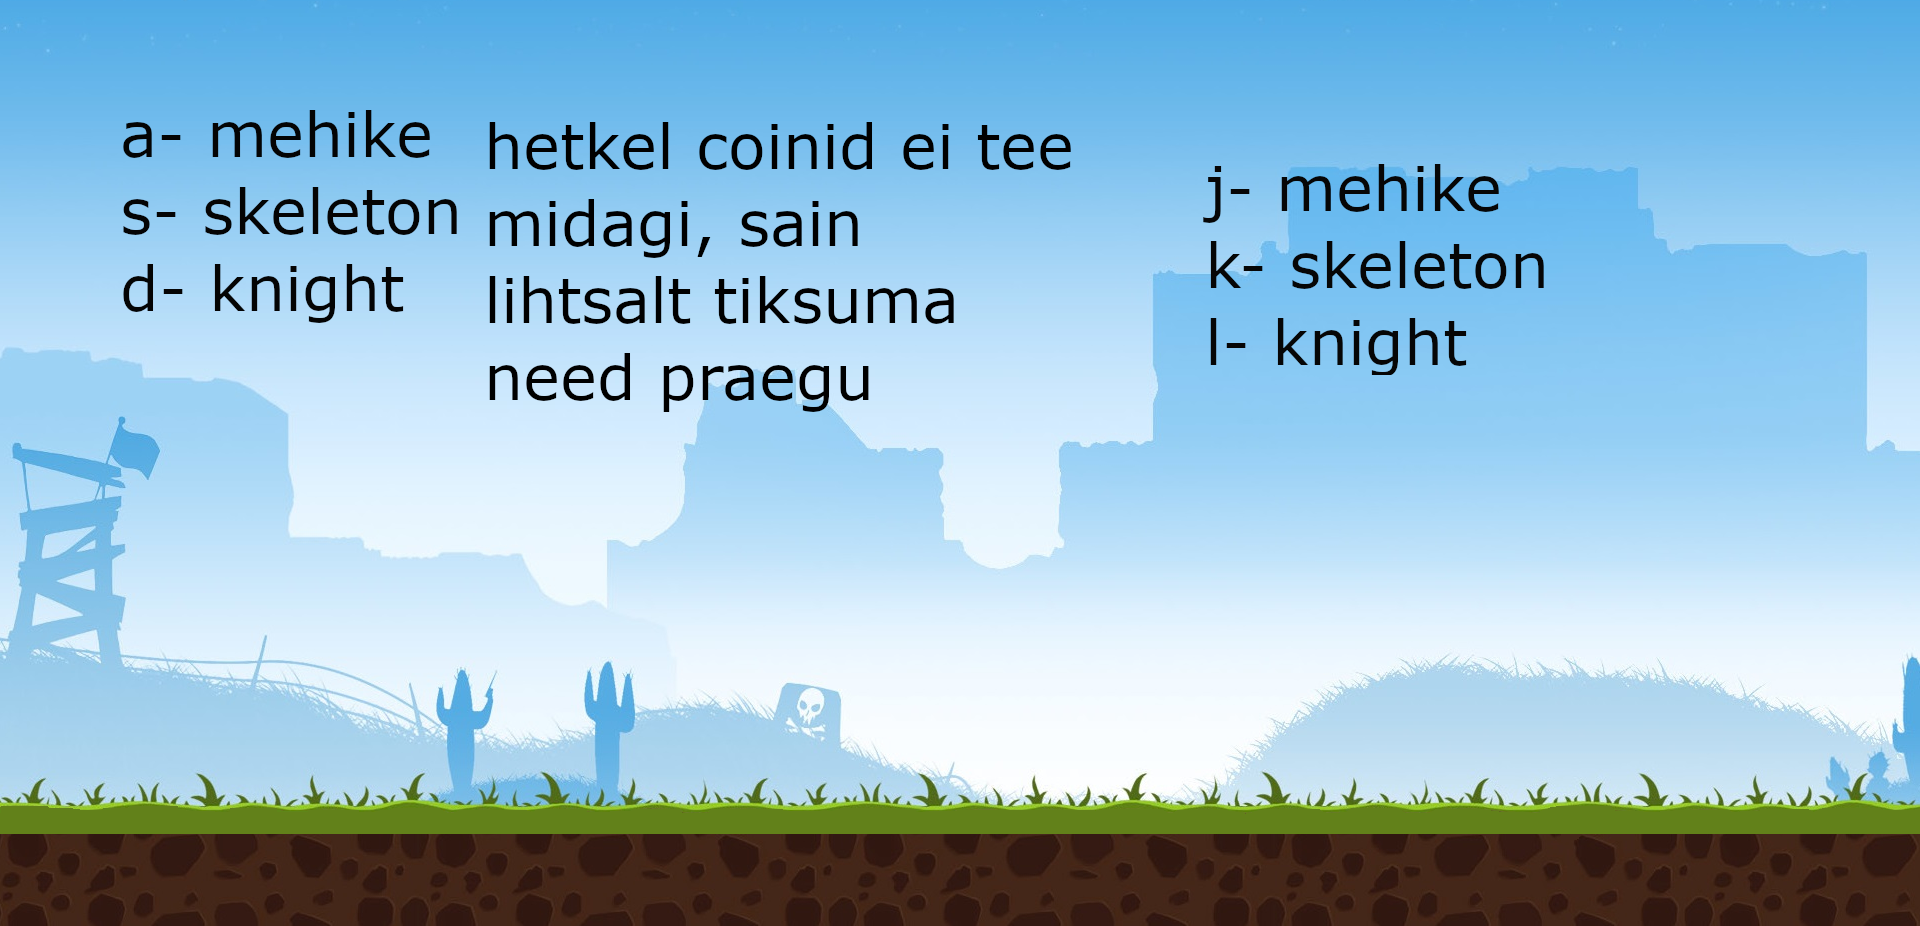 a- mehike
s- skeleton
d- knight
hetkel coinid ei tee
midagi, sain
lihtsalt tiksuma
need praegu
j- mehike
k- skeleton
l- knight